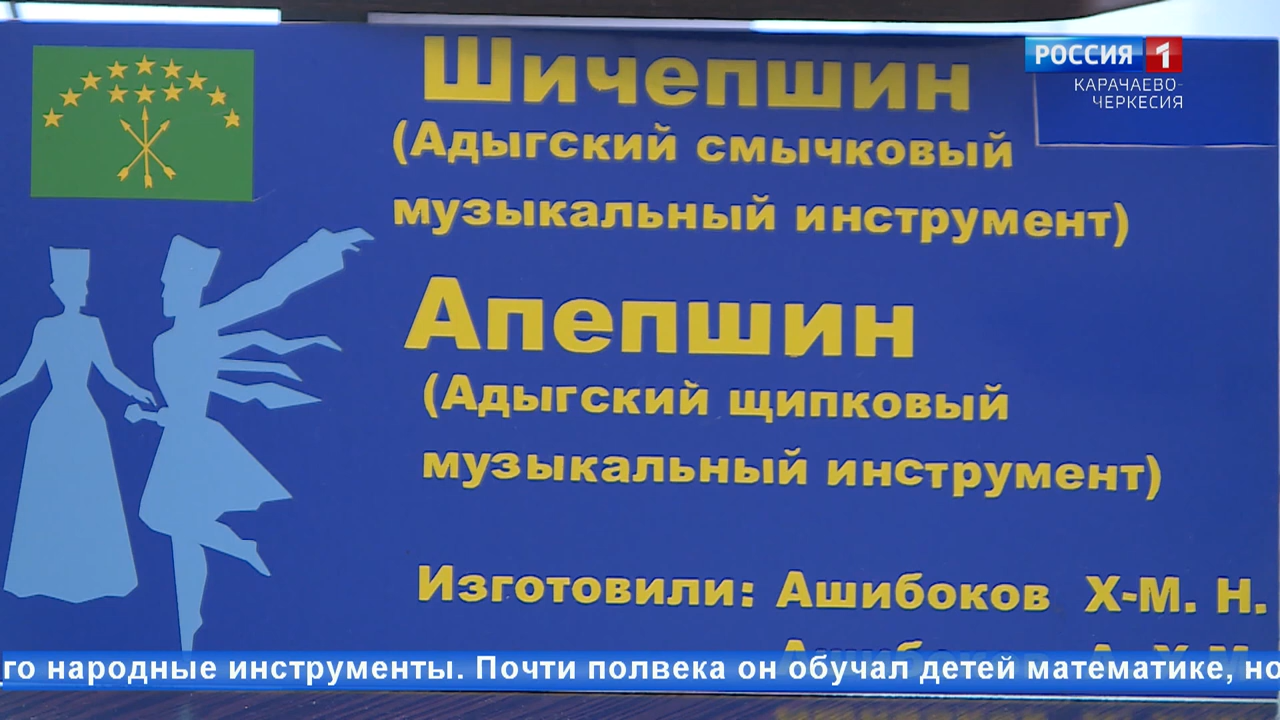 РОССИЯ 1
КАРАЧАЕВО-
ЧЕРКЕСИЯ
Шичепшин
(Адыгский смычковый
музыкальный инструмент)
Апепшин
(Адыгский щипковый
музыкальный инструмент)
Изготовили: Ашибоков Х-М. Н.
Ашибоков А. Х-М.
народные инструменты. Почти полвека он обучал детей математике, но